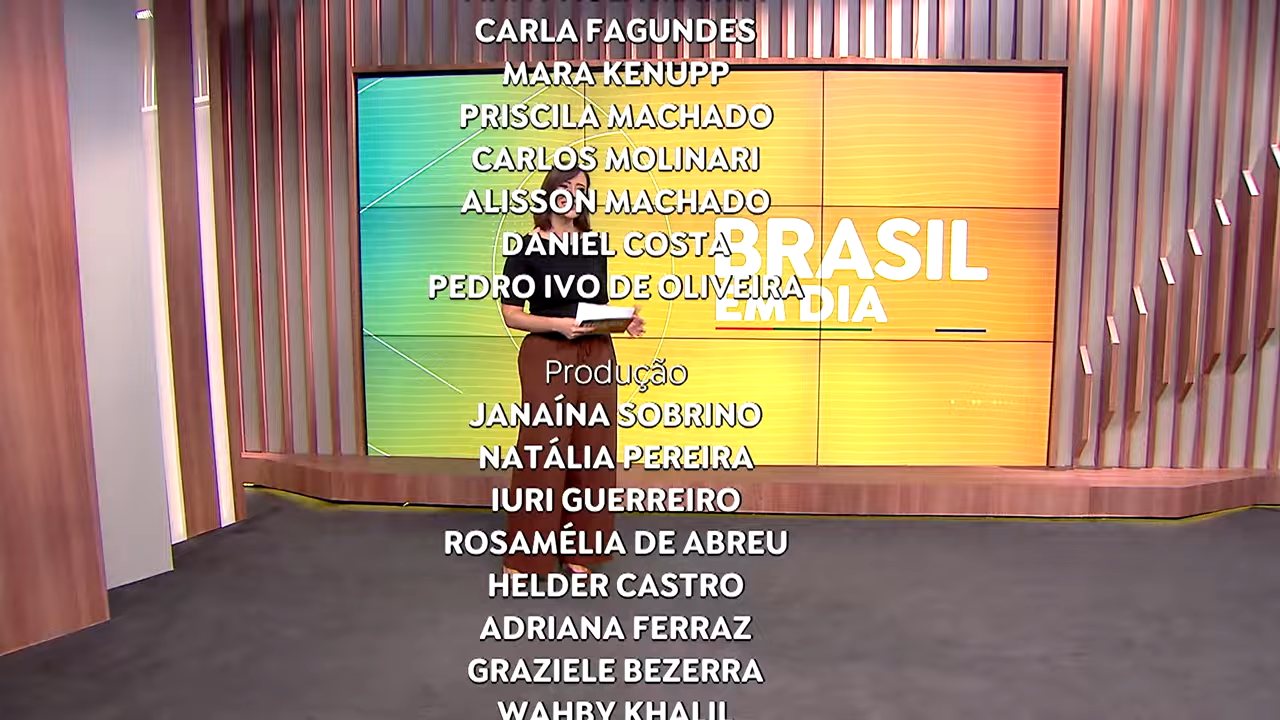 CARLA FAGUNDES
MARA KENUPP
PRISCILA MACHADO
CARLOS MOLINARI
ALISSON MACHADO
DANIEL COSTA
PEDRO IVO DE OLIVEIRA
BRASIL
EM DIA
Produção
JANAÍNA SOBRINO
NATÁLIA PEREIRA
IURI GUERREIRO
ROSAMÉLIA DE ABREU
HELDER CASTRO
ADRIANA FERRAZ
GRAZIELE BEZERRA
WAHBY KHALIL